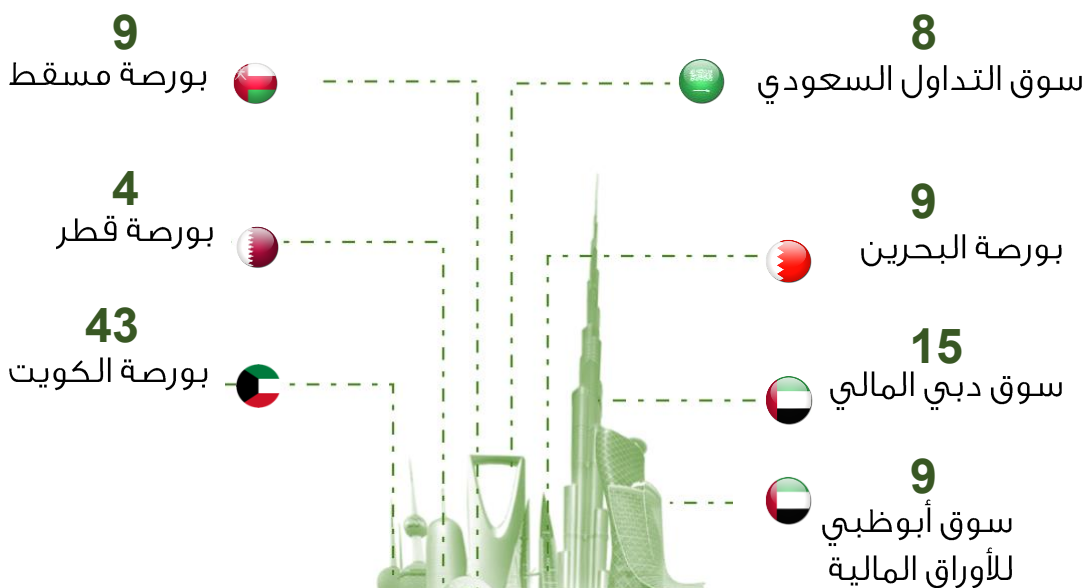 8
سوق التداول السعودي
9
بورصة مسقط
9
بورصة البحرين
4
بورصة قطر
15
سوق دبي المالي
43
بورصة الكويت
9
سوق أبوظبي
للأوراق المالية